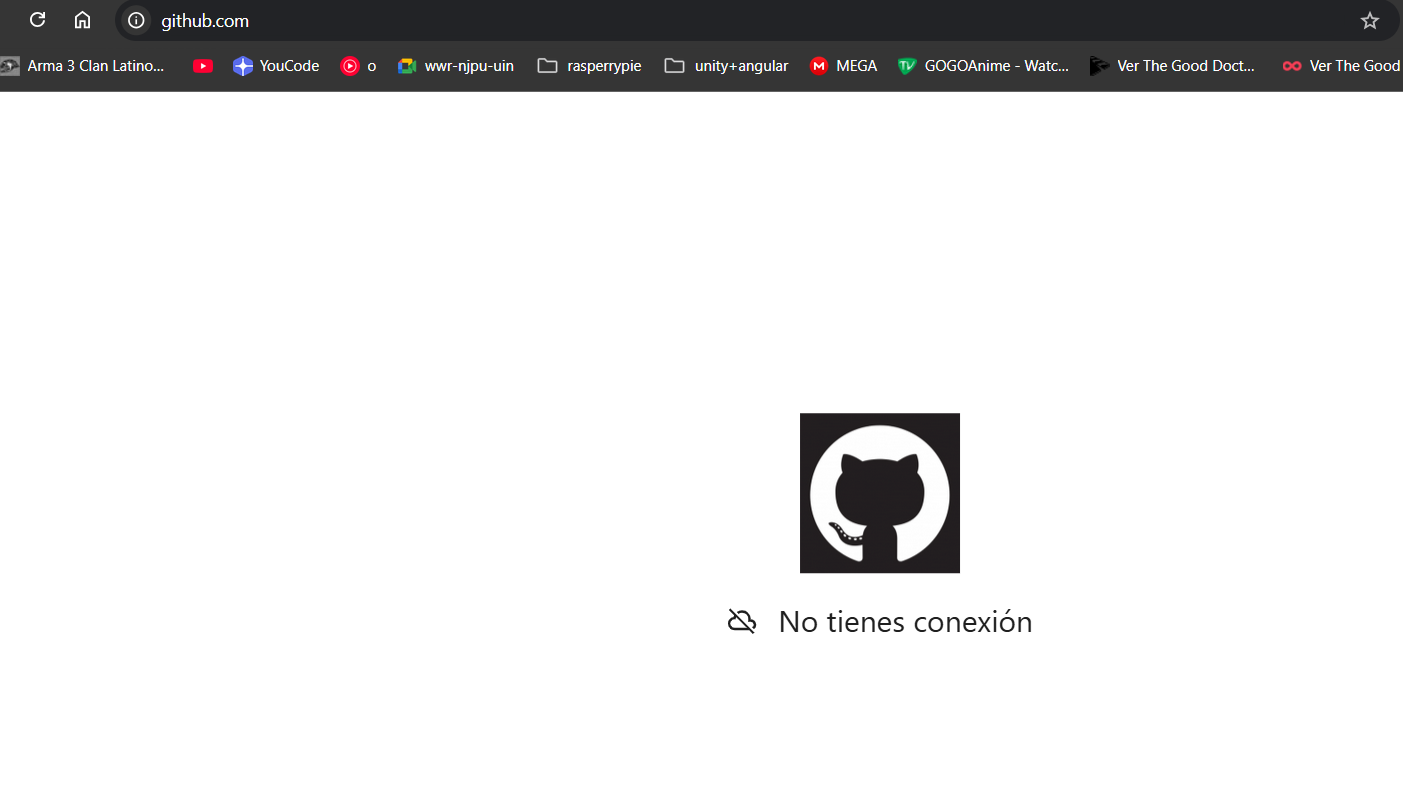 github.com
Arma 3 Clan Latino... YouCode o wwr-njpu-uin rasperrypie unity+angular MEGA GOGOAnime - Watc... Ver The Good Doct... Ver The Good
No tienes conexión